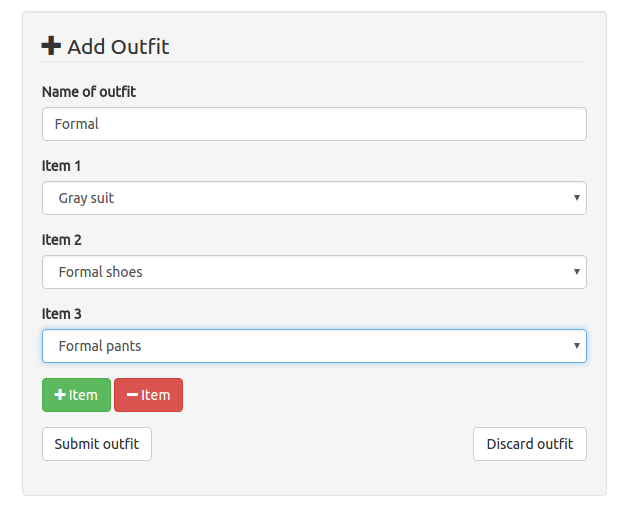 Add Outfit
Name of outfit
Formal
Item 1
Gray suit
Item 2
Formal shoes
Item 3
Formal pants
Item Item
Submit outfit Discard outfit